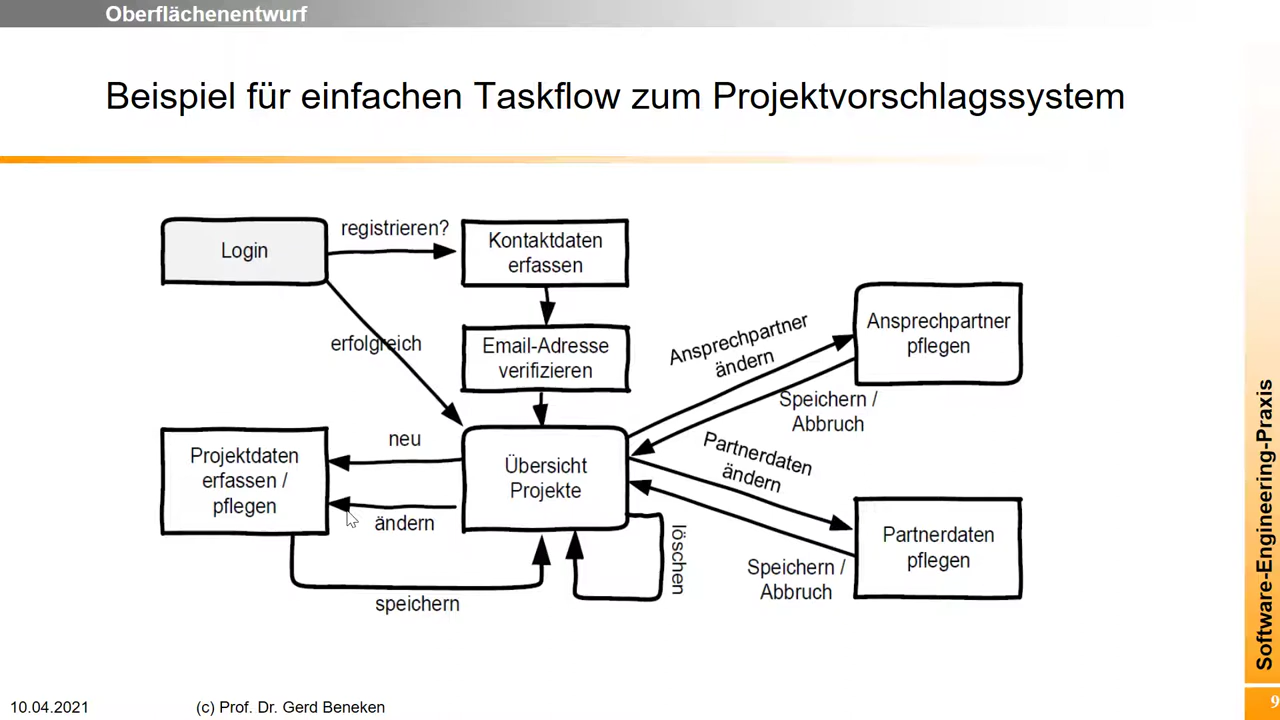 Oberflächenentwurf
Beispiel für einfachen Taskflow zum Projektvorschlagssystem
Login
registrieren?
Kontaktdaten
erfassen
erfolgreich
Email-Adresse
verifizieren
Ansprechpartner
ändern
Ansprechpartner
pflegen
Speichern /
Abbruch
Projektdaten
erfassen /
pflegen
neu
ändern
Übersicht
Projekte
Partnerdaten
ändern
löschen
Speichern /
Abbruch
Partnerdaten
pflegen
speichern
Software-Engineering-Praxis
10.04.2021
(c) Prof. Dr. Gerd Beneken
9